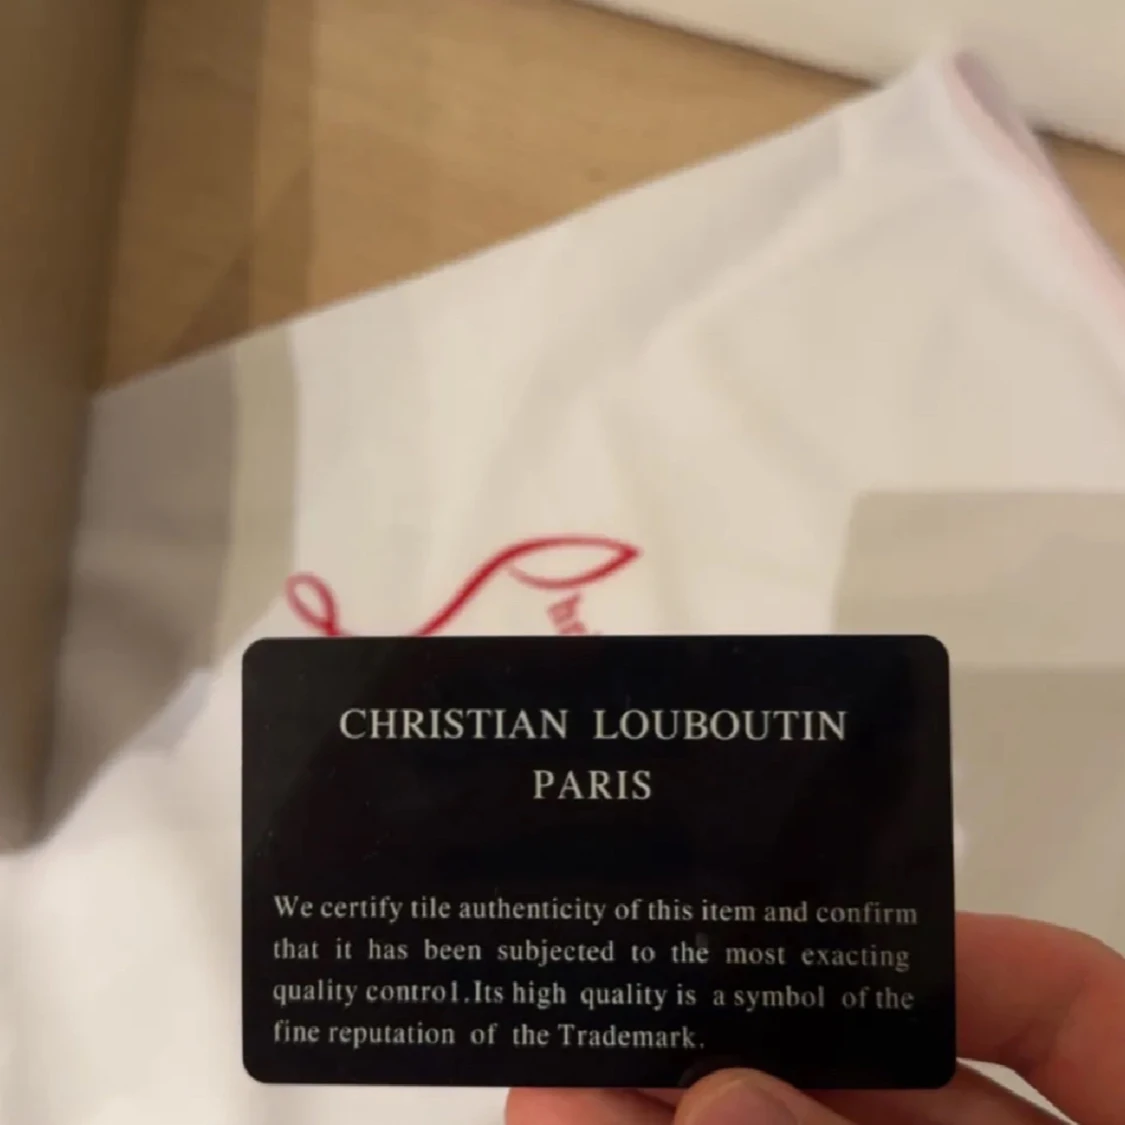 hri
CHRISTIAN LOUBOUTIN
PARIS
We certify tile authenticity of this item and confirm
that it has been subjected to the most exacting
quality contro1.Its high quality is a symbol of the
fine reputation of the Trademark.